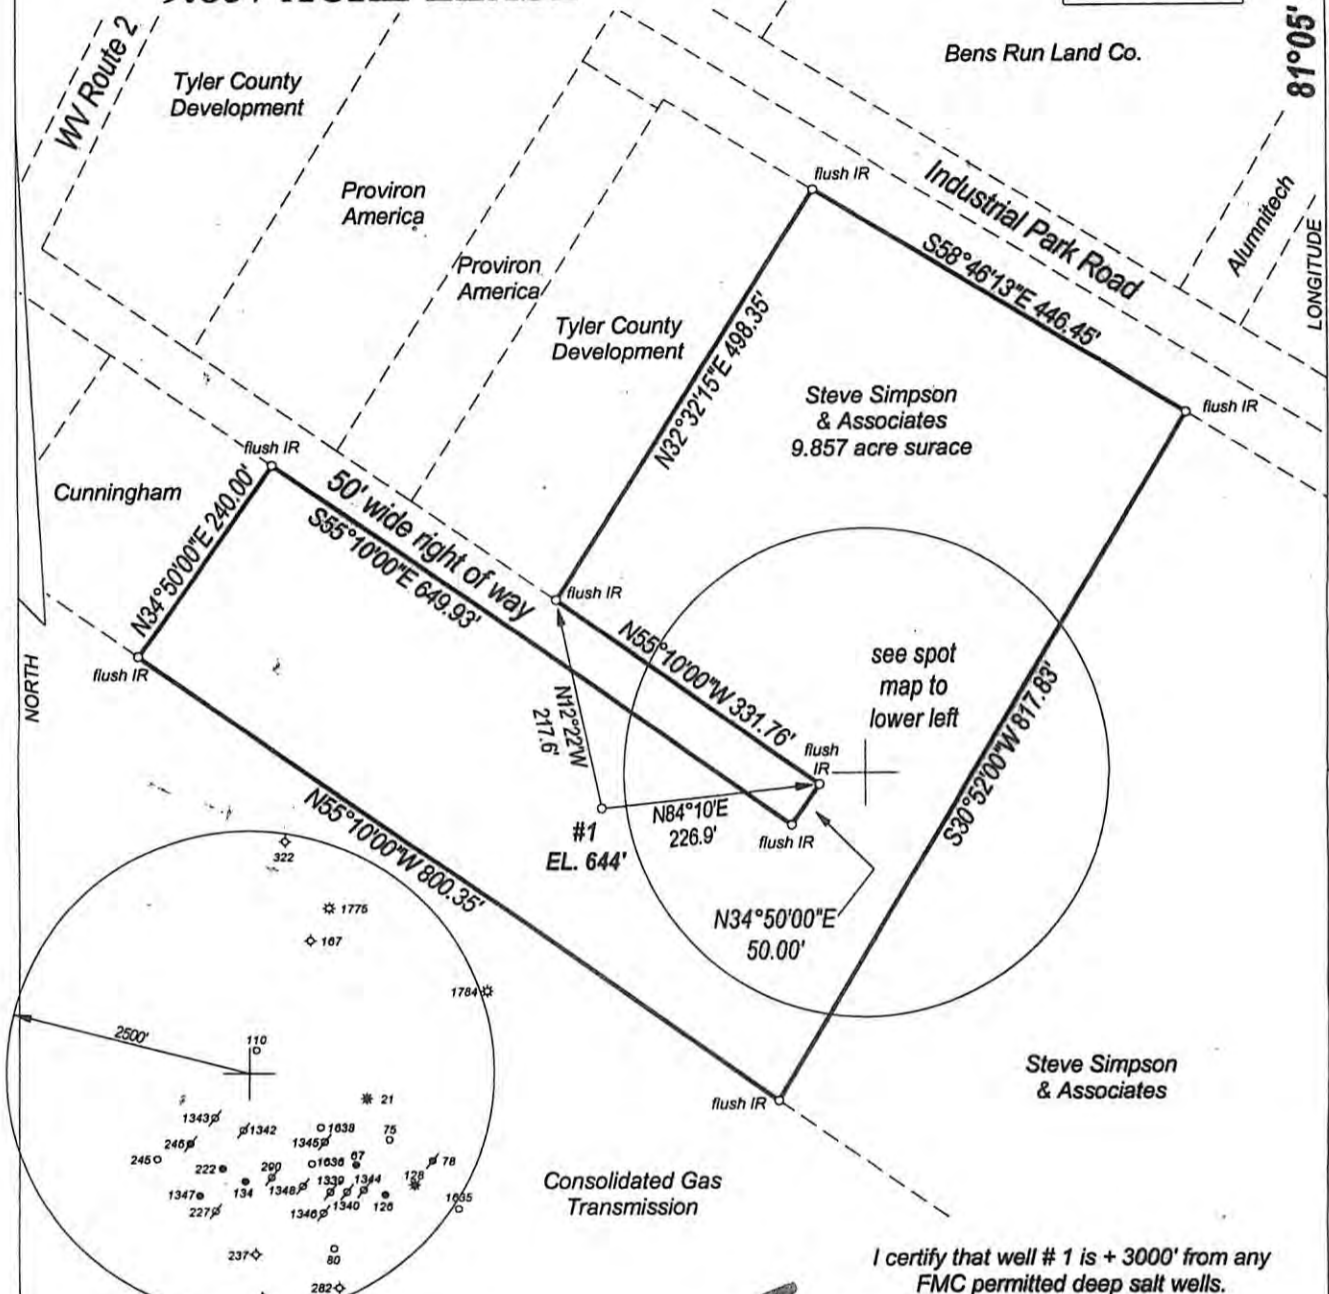 81°05'
LONGITUDE
WV Route 2
Tyler County
Development
Bens Run Land Co.
Proviron
America
Proviron
America
Tyler County
Development
flush IR
Industrial Park Road
Alumnitech
S58°46'13"E 446.45'
N32°32'15"E 498.35'
Steve Simpson
& Associates
9.857 acre surace
flush IR
flush IR
Cunningham
N34°50'00"E 240.00'
50' wide right of way
S55°10'00"E 649.93'
flush IR
N55°10'00"W 331.76'
see spot
map to
lower left
S30°52'00"W 817.83'
NORTH
flush IR
N12°22'W
217.6'
flush
IR
N84°10'E
226.9'
#1
EL. 644'
flush IR
N55°10'00"W 800.35'
N34°50'00"E
50.00'
322
1775
167
1784
2500'
110
21
1343
1342
1638
75
246
1345
245
222
290
1636
67
78
134
1348
1339
1344
128
1347
227
1346
1340
126
1635
237
80
282
flush IR
Steve Simpson
& Associates
Consolidated Gas
Transmission
I certify that well # 1 is + 3000' from any
FMC permitted deep salt wells.